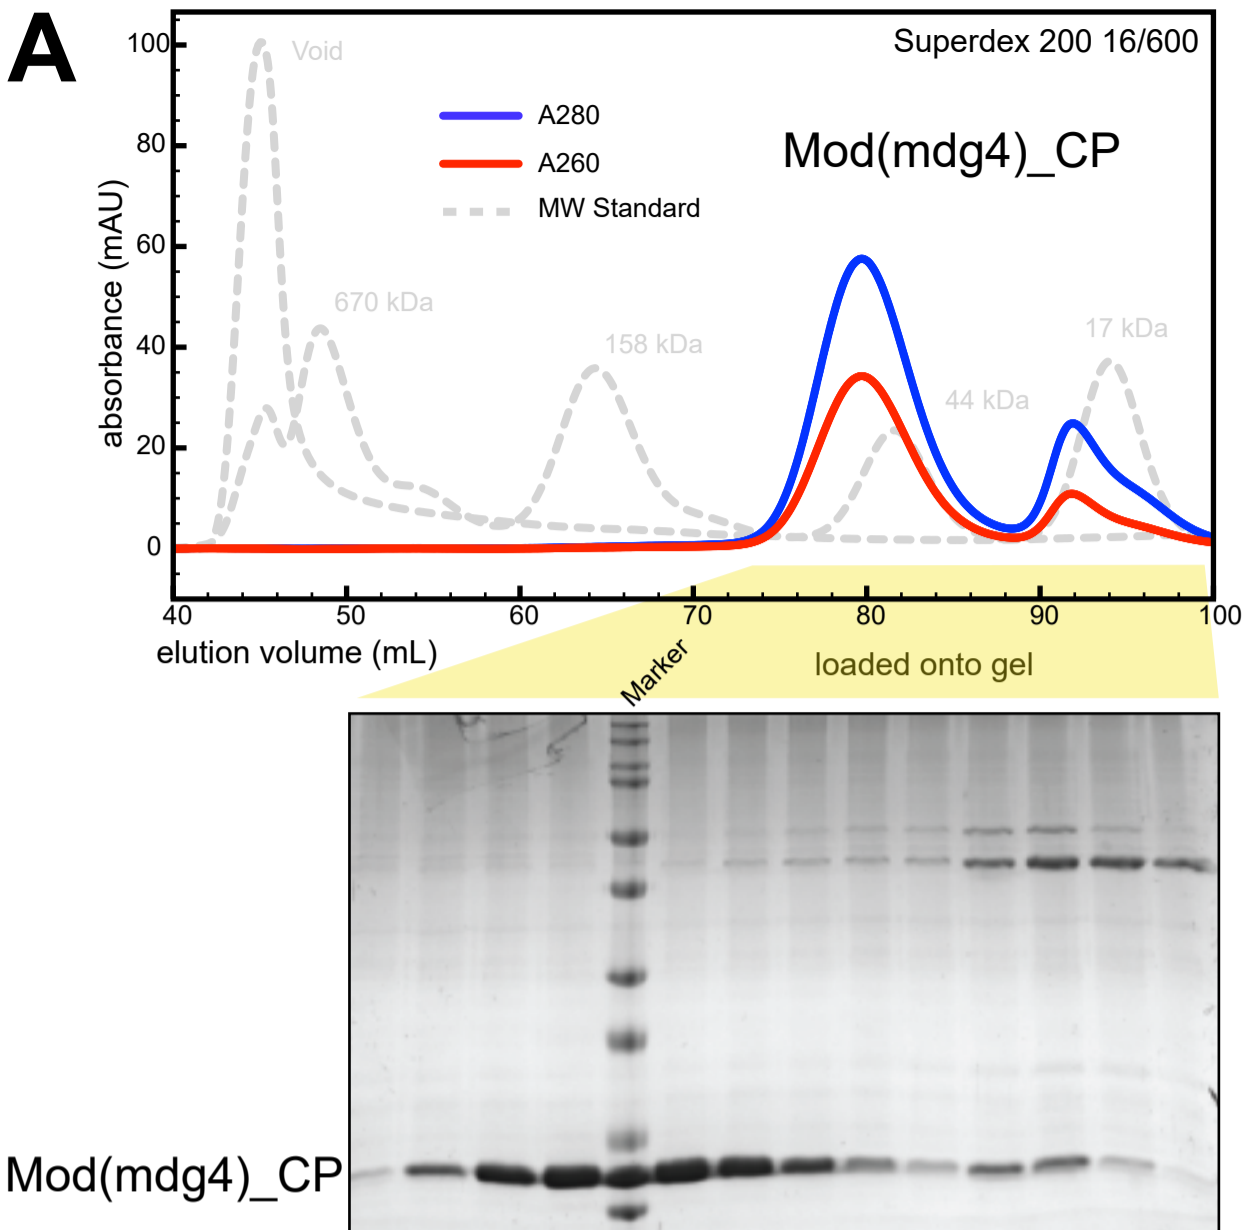 A
Superdex 200 16/600
Void
A280
A260
MW Standard
Mod(mdg4)_CP
670 kDa
158 kDa
44 kDa
17 kDa
absorbance (mAU)
100
80
60
40
20
0
40 50 60 70 80 90 100
elution volume (mL)
Marker
loaded onto gel
Mod(mdg4)_CP